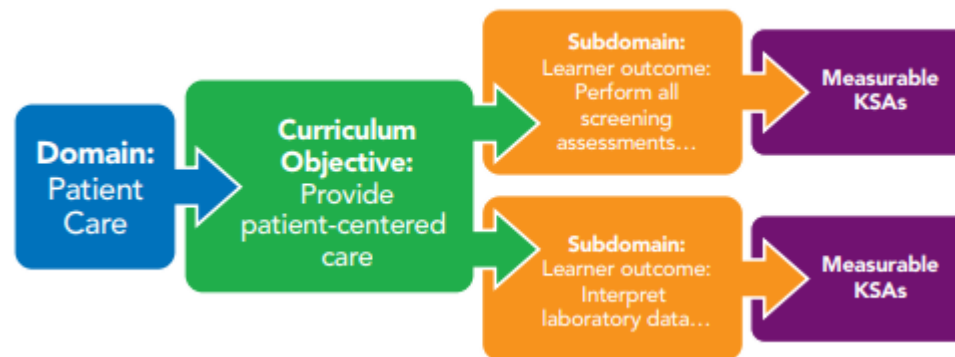 Domain:
Patient
Care
Curriculum
Objective:
Provide
patient-centered
care
Subdomain:
Learner outcome:
Perform all
screening
assessments…
Measurable
KSAs
Subdomain:
Learner outcome:
Interpret
laboratory data…
Measurable
KSAs